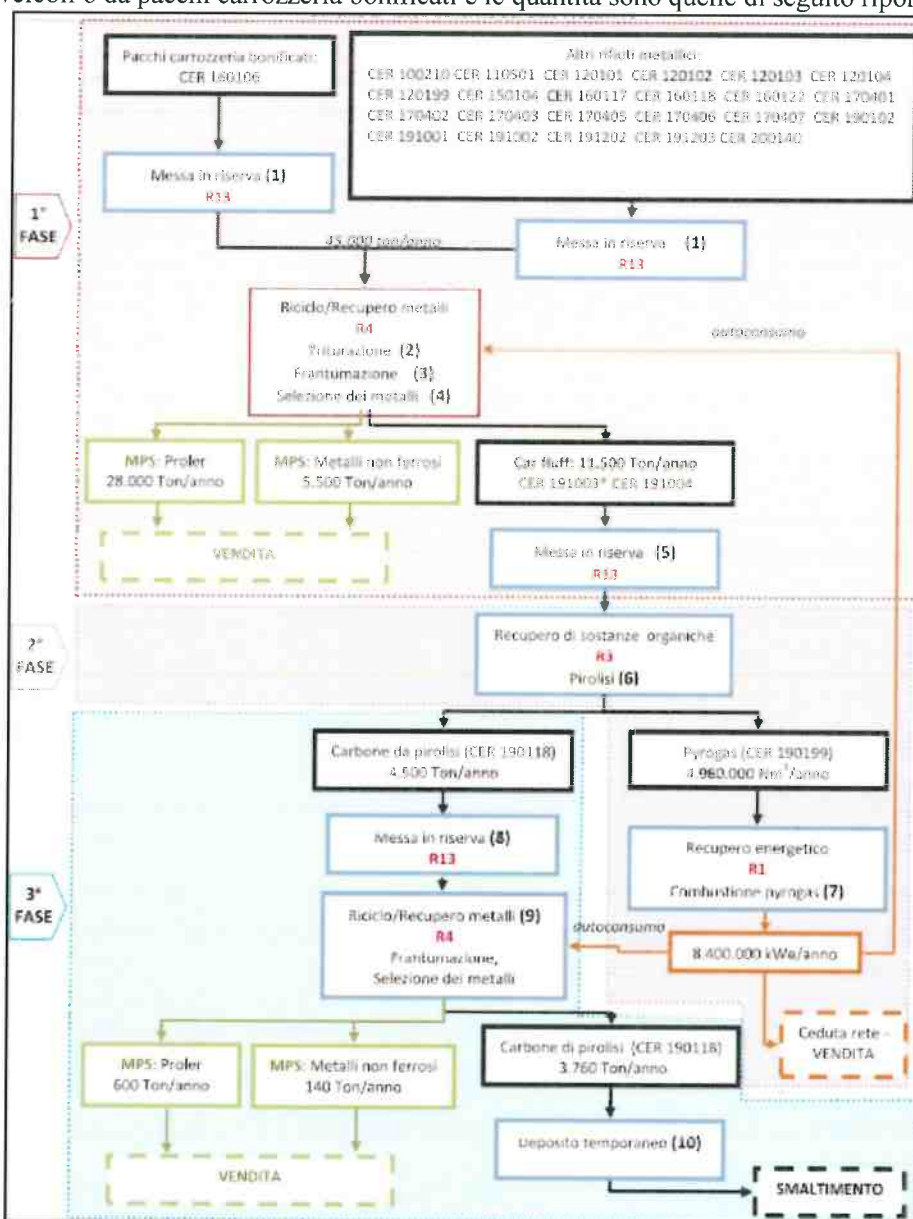 veicoli o da pacchi carrozzeria bonificati e le quantità sono quelle di seguito
Pacchi carrozzeria bonificati:
CER 160106
Altri rifiuti metallici:
CER 100210 CER 110501 CER 120101 CER 120102 CER 120103 CER 120104
CER 120199 CER 150104 CER 160117 CER 160118 CER 160122 CER 170401
CER 170402 CER 170403 CER 170405 CER 170406 CER 170407 CER 190102
CER 191001 CER 191002 CER 191202 CER 191203 CER 200140
Messa in riserva (1)
R13
1°
FASE
45.000 ton/anno
Messa in riserva (1)
R13
Riciclo/Recupero metalli
R4
Triturazione (2)
Frantumazione (3)
Selezione dei metalli (4)
autoconsumo
MPS: Proler
28.000 Ton/anno
MPS: Metalli non ferrosi
5.500 Ton/anno
Car fluff: 11.500 Ton/anno
CER 191003* CER 191004
VENDITA
Messa in riserva (5)
R13
2°
FASE
Recupero di sostanze organiche
R3
Pirolisi (6)
Carbone da pirolisi (CER 190118)
4.500 Ton/anno
Pyrogas (CER 190199)
4.960.000 Nm³/anno
Messa in riserva (8)
R13
Recupero energetico
R1
Combustione pyrogas (7)
3°
FASE
Riciclo/Recupero metalli (9)
R4
Frantumazione,
Selezione dei metalli
autoconsumo
8.400.000 kWe/anno
Ceduta rete -
VENDITA
MPS: Proler
600 Ton/anno
MPS: Metalli non ferrosi
140 Ton/anno
Carbone di pirolisi (CER 190118)
3.760 Ton/anno
VENDITA
Deposito temporaneo (10)
SMALTIMENTO